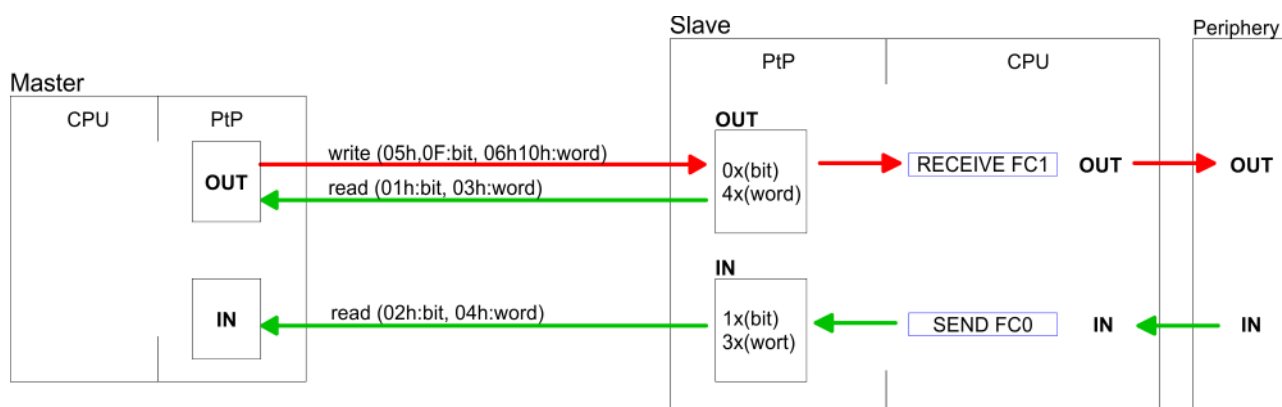 Slave
Periphery
PtP
CPU
Master
CPU
PtP
OUT
write (05h,0F:bit, 06h10h:word)
OUT
read (01h:bit, 03h:word)
0x(bit)
4x(word)
RECEIVE FC1
OUT
OUT
IN
IN
read (02h:bit, 04h:word)
1x(bit)
3x(wort)
SEND FC0
IN
IN